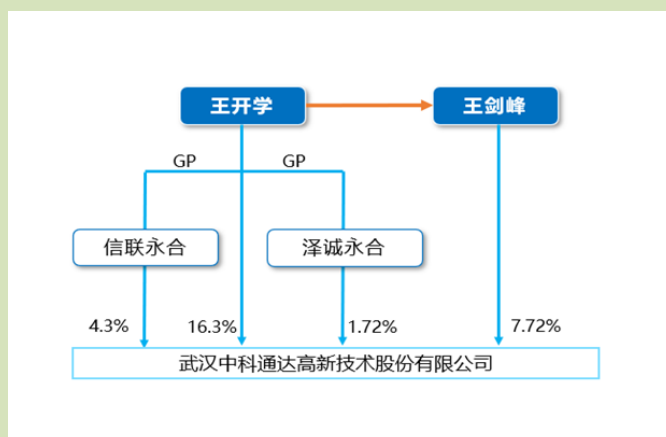 王开学
王剑峰
GP
GP
信联永合
泽诚永合
4.3%
16.3%
1.72%
7.72%
武汉中科通达高新技术股份有限公司